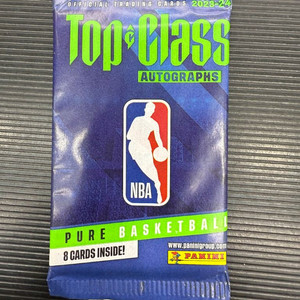 OFFICIAL TRADING CARDS 2023-24
Top Class
AUTOGRAPHS
NBA
PURE BASKETBALL
8 CARDS INSIDE!
www.paninigroup.com
PANINI